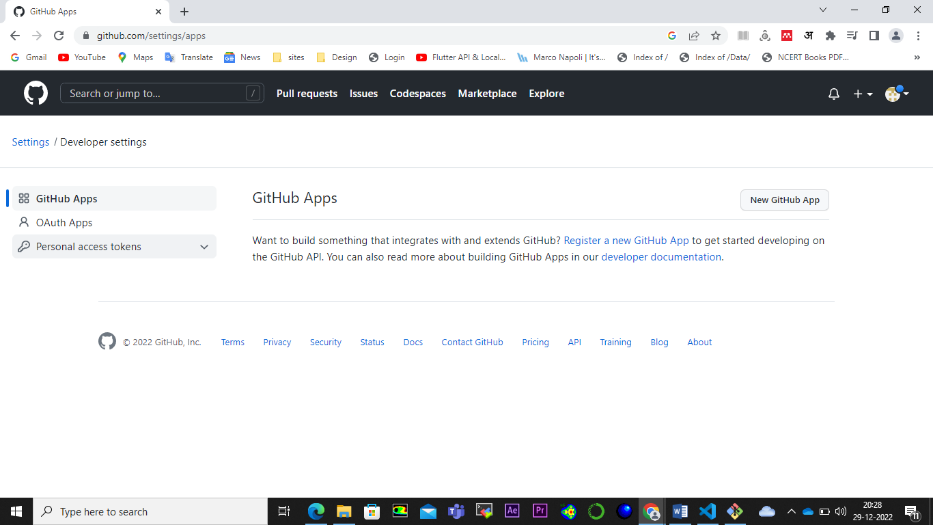 GitHub Apps
github.com/settings/apps
Gmail YouTube Maps Translate News sites Design Login Flutter API & Local... Marco Napoli | It's... Index of / Index of /Data/ NCERT Books PDF... »
Search or jump to... / Pull requests Issues Codespaces Marketplace Explore
Settings / Developer settings
GitHub Apps
OAuth Apps
Personal access tokens
GitHub Apps New GitHub App
Want to build something that integrates with and extends GitHub? Register a new GitHub App to get started developing on
the GitHub API. You can also read more about building GitHub Apps in our developer documentation.
© 2022 GitHub, Inc. Terms Privacy Security Status Docs Contact GitHub Pricing API Training Blog About
Type here to search
Ae Pr
20:28
29-12-2022
11